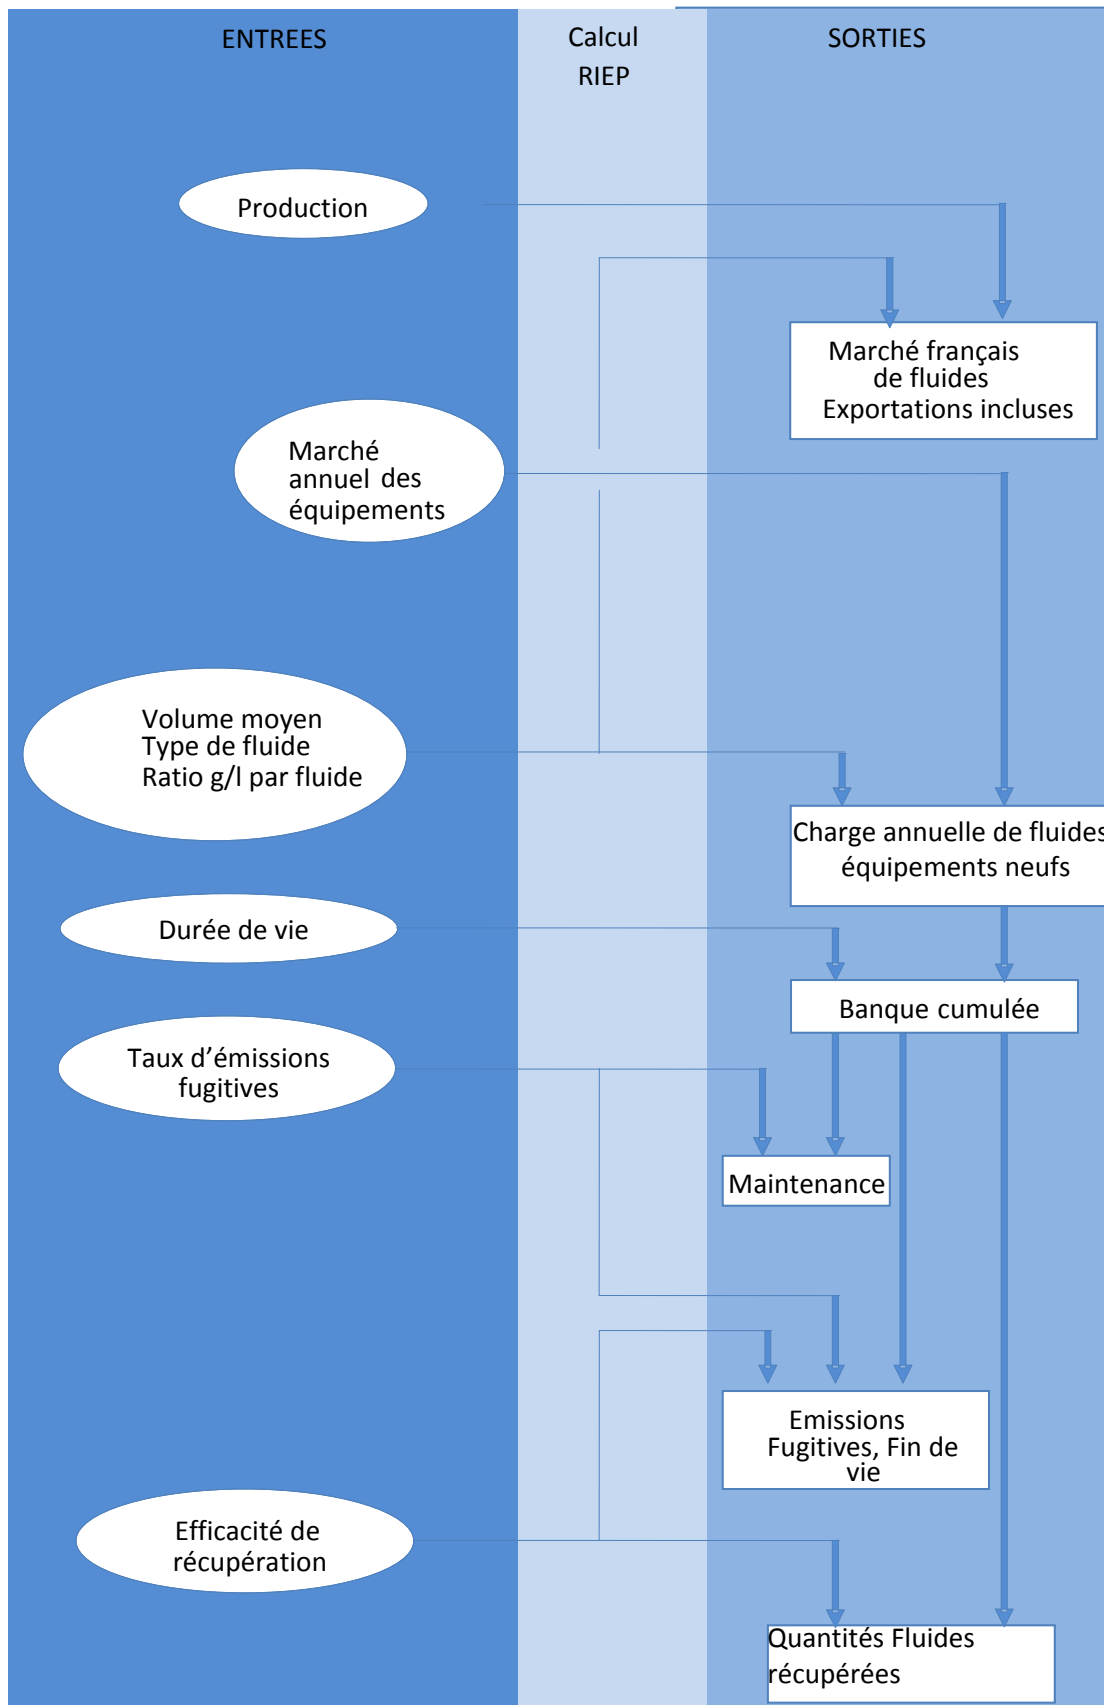 ENTREES
Calcul
RIEP
SORTIES
Production
Marché français
de fluides
Exportations incluses
Marché
annuel des
équipements
Volume moyen
Type de fluide
Ratio g/l par fluide
Charge annuelle de fluides
équipements neufs
Durée de vie
Banque cumulée
Taux d’émissions
fugitives
Maintenance
Emissions
Fugitives, Fin de
vie
Efficacité de
récupération
Quantités Fluides
récupérées